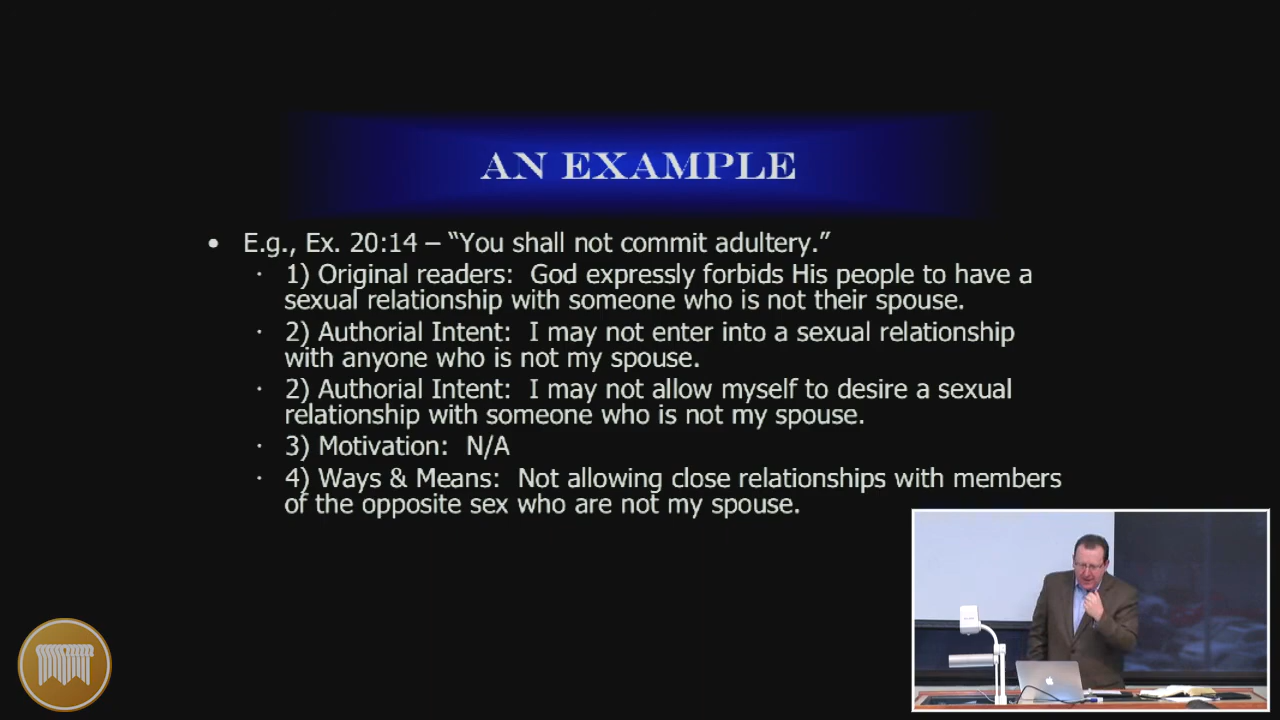 AN EXAMPLE
• E.g., Ex. 20:14 – “You shall not commit adultery.”
· 1) Original readers: God expressly forbids His people to have a
sexual relationship with someone who is not their spouse.
· 2) Authorial Intent: I may not enter into a sexual relationship
with anyone who is not my spouse.
· 2) Authorial Intent: I may not allow myself to desire a sexual
relationship with someone who is not my spouse.
· 3) Motivation: N/A
· 4) Ways & Means: Not allowing close relationships with members
of the opposite sex who are not my spouse.